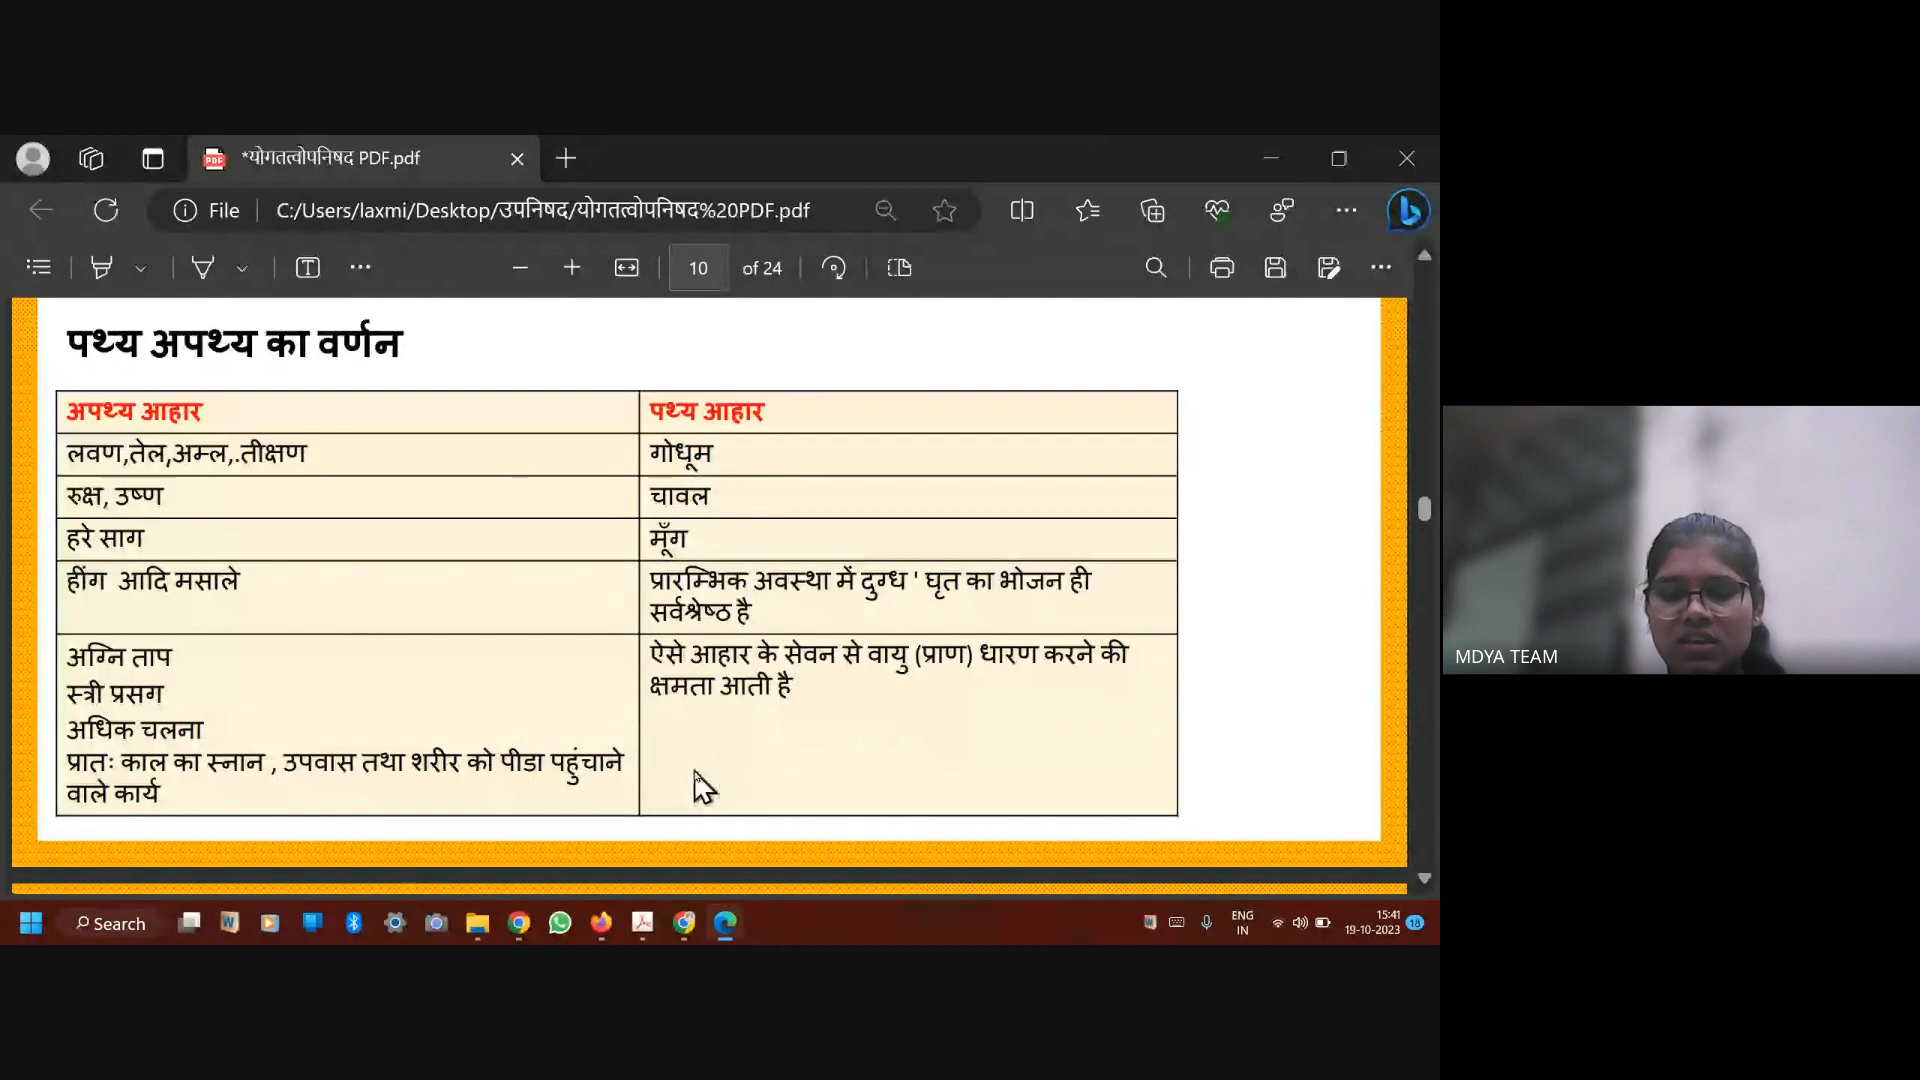 *योगतत्वोपनिषद PDF.pdf
File
C:/Users/laxmi/Desktop/उपनिषद/योगतत्वोपनिषद%20PDF.pdf
10 of 24
पथ्य अपथ्य का वर्णन
अपथ्य आहार
पथ्य आहार
लवण,तेल,अम्ल,.तीक्षण
गोधूम
रुक्ष, उष्ण
चावल
हरे साग
मूँग
हींग आदि मसाले
प्रारम्भिक अवस्था में दुग्ध ' घृत का भोजन ही
सर्वश्रेष्ठ है
अग्नि ताप
स्त्री प्रसग
अधिक चलना
प्रातः काल का स्नान , उपवास तथा शरीर को पीडा पहुंचाने
वाले कार्य
ऐसे आहार के सेवन से वायु (प्राण) धारण करने की
क्षमता आती है
MDYA TEAM
Search
ENG
IN
15:41
19-10-2023
18